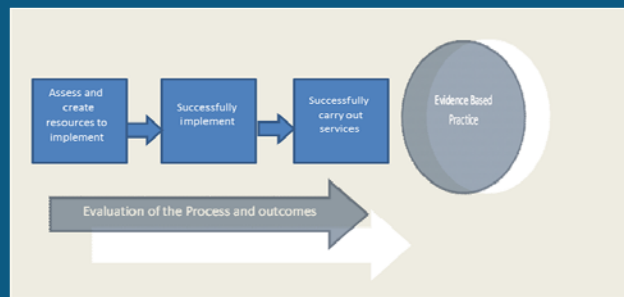 Assess and
create
resources to
implement
Successfully
implement
Successfully
carry out
services
Evidence Based
Practice
Evaluation of the Process and outcomes